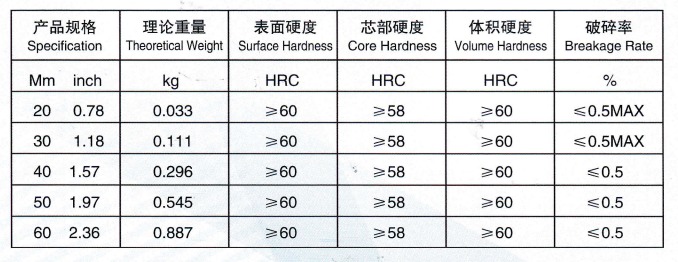 产品规格 理论重量 表面硬度 芯部硬度 体积硬度 破碎率
Specification Theoretical Weight Surface Hardness Core Hardness Volume Hardness Breakage Rate
Mm inch kg HRC HRC HRC %
20 0.78 0.033 ≥60 ≥58 ≥60 ≤0.5MAX
30 1.18 0.111 ≥60 ≥58 ≥60 ≤0.5MAX
40 1.57 0.296 ≥60 ≥58 ≥60 ≤0.5
50 1.97 0.545 ≥60 ≥58 ≥60 ≤0.5
60 2.36 0.887 ≥60 ≥58 ≥60 ≤0.5